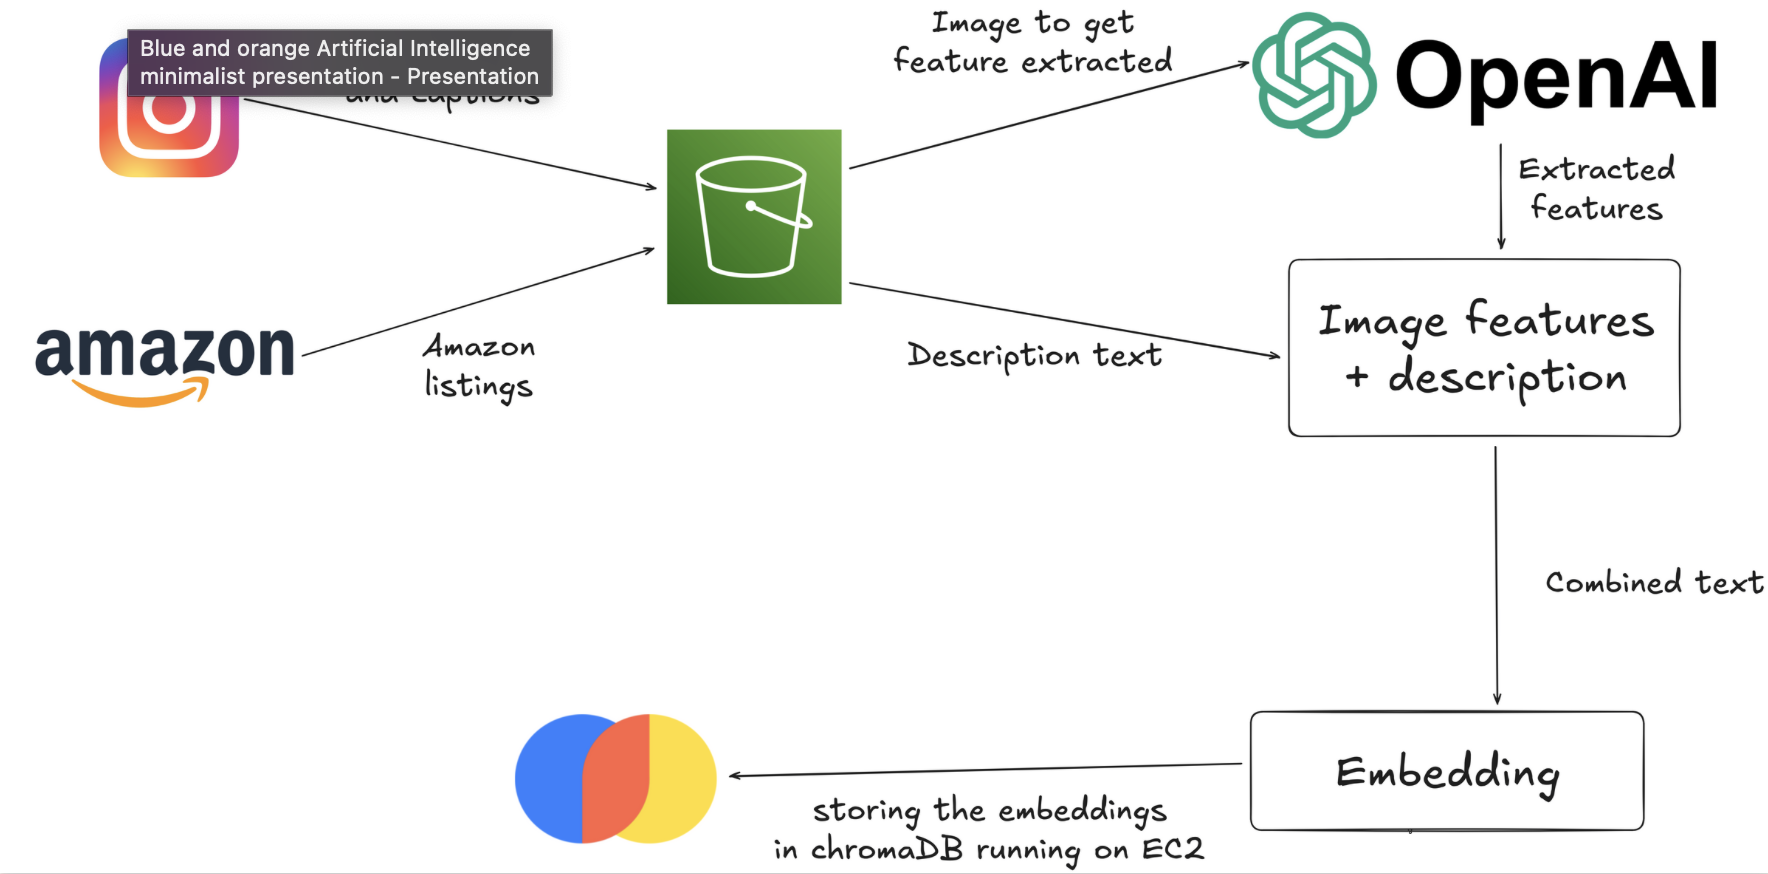 Blue and orange Artificial Intelligence
minimalist presentation - Presentation
and captions
Image to get
feature extracted
OpenAI
Extracted
features
amazon
Amazon
listings
Description text
Image features
+ description
Combined text
Embedding
storing the embeddings
in chromaDB running on EC2